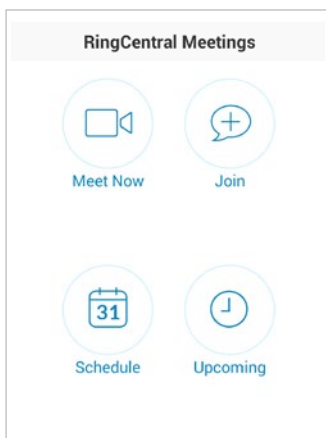 RingCentral Meetings
Meet Now
Join
31
Schedule
Upcoming